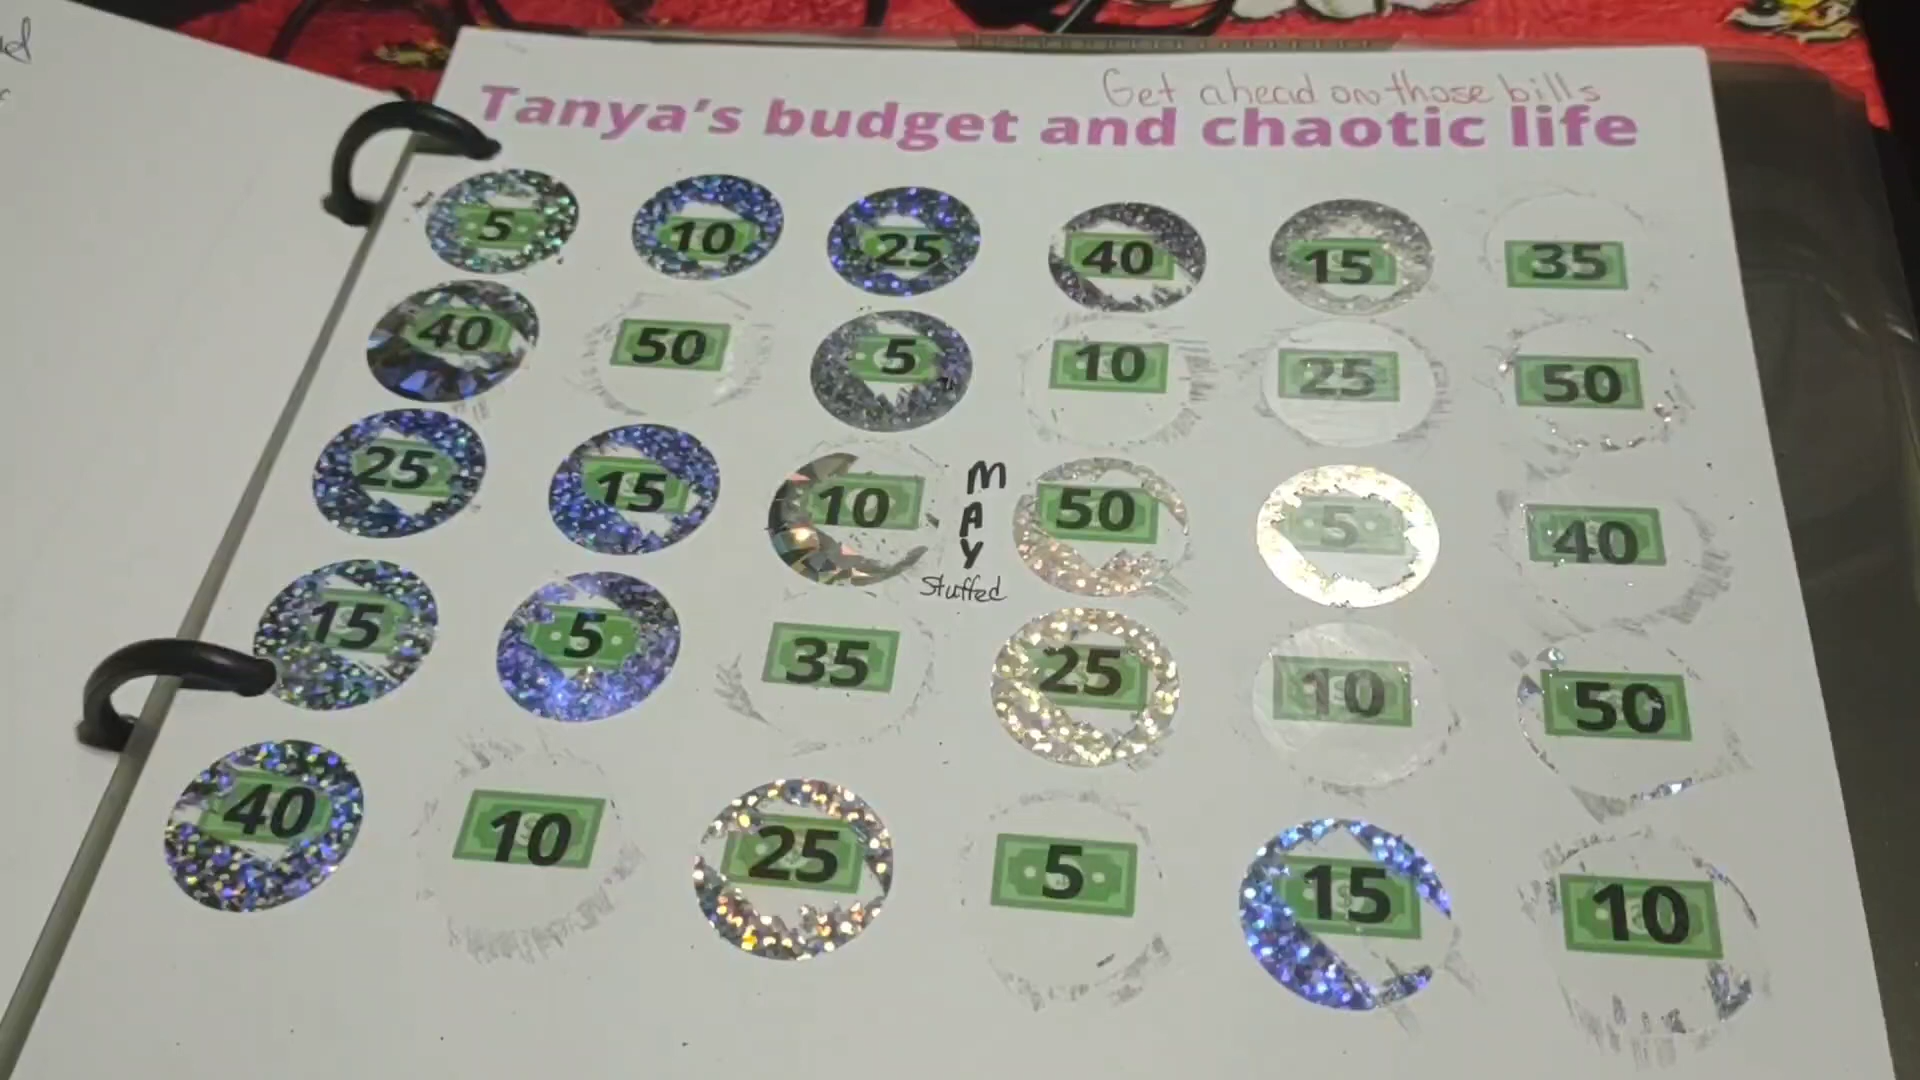 Get ahead on those bills
Tanya's budget and chaotic life
5 10 25 40 15 35
40 50 5 10 25 50
25 15 10 50 5 40
MAY
Stuffed
15 5 35 25 10 50
40 10 25 5 15 10